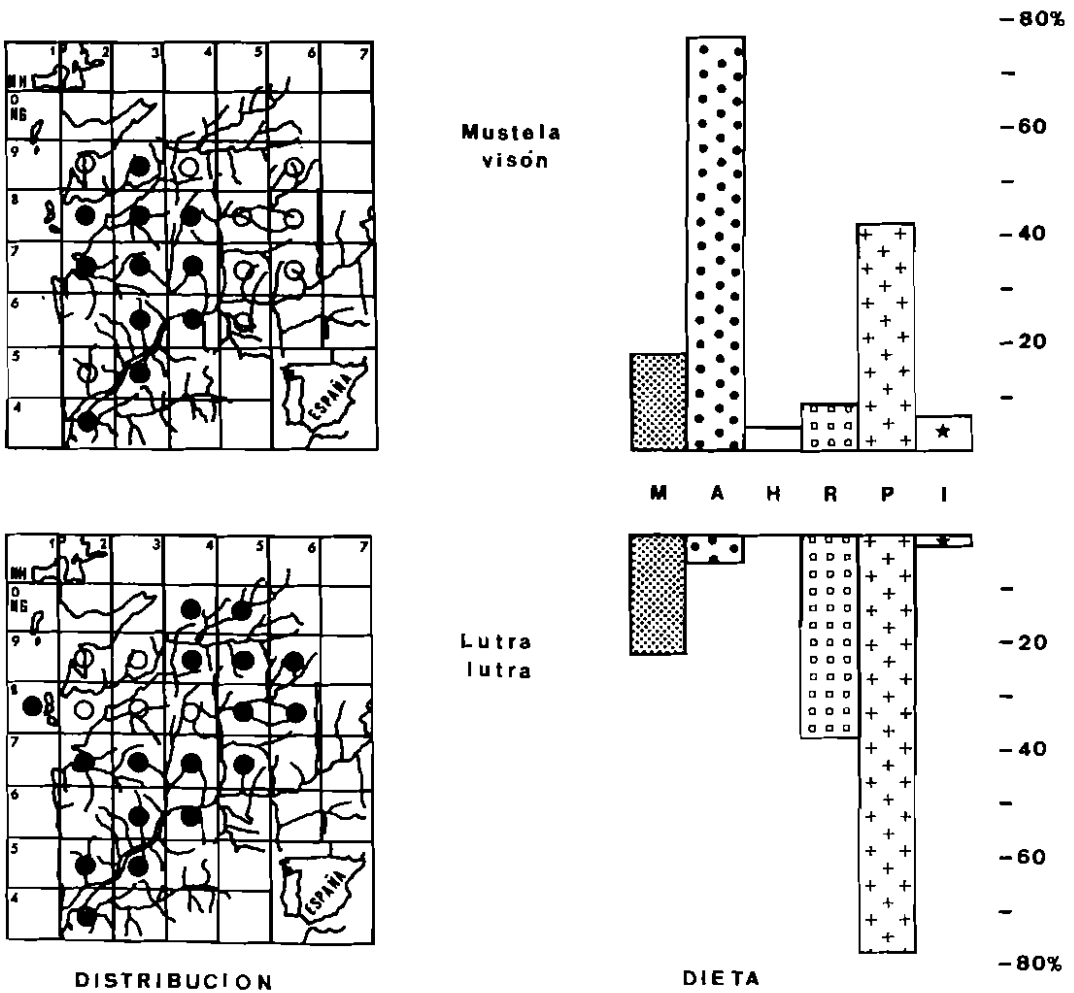 1 2 3 4 5 6 7
MH
0
NG
9
8
7
6
5
4
ESPAÑA
Mustela
visón
–80%
–60
–40
–20
M A H R P I
1 2 3 4 5 6 7
MH
0
NG
9
8
7
6
5
4
ESPAÑA
Lutra
lutra
–20
–40
–60
–80%
DISTRIBUCION
DIETA